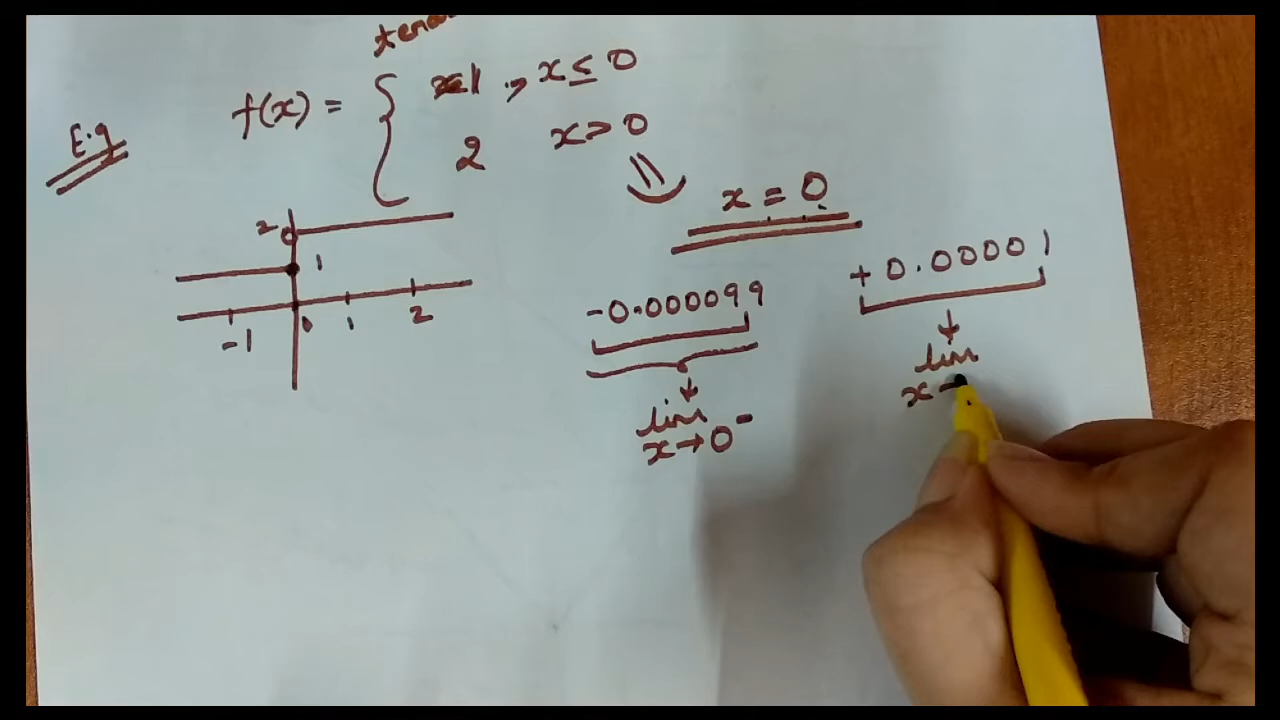 E.g f(x) = { 1 , x ≤ 0
2 x > 0
x = 0
2
1
-1 0 1 2
-0.000099 +0.00001
lim
x→0⁻
lim
x